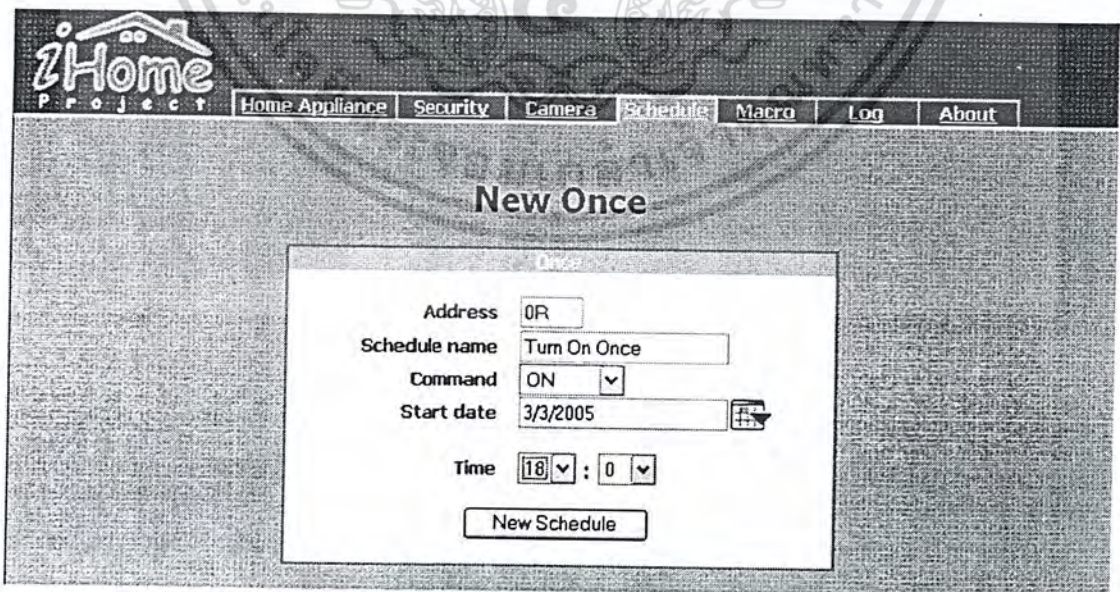 iHome
Project
Home Appliance Security Camera Schedule Macro Log About
New Once
Once
Address 0R
Schedule name Turn On Once
Command ON
Start date 3/3/2005
Time 18 : 0
New Schedule